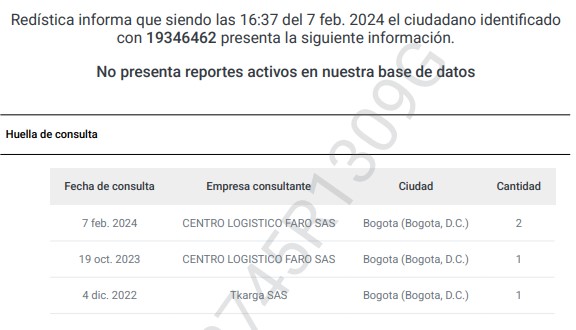 Redística informa que siendo las 16:37 del 7 feb. 2024 el ciudadano identificado
con 19346462 presenta la siguiente información.
No presenta reportes activos en nuestra base de datos
Huella de consulta
Fecha de consulta Empresa consultante Ciudad Cantidad
7 feb. 2024 CENTRO LOGISTICO FARO SAS Bogota (Bogota, D.C.) 2
19 oct. 2023 CENTRO LOGISTICO FARO SAS Bogota (Bogota, D.C.) 1
4 dic. 2022 Tkarga SAS Bogota (Bogota, D.C.) 1